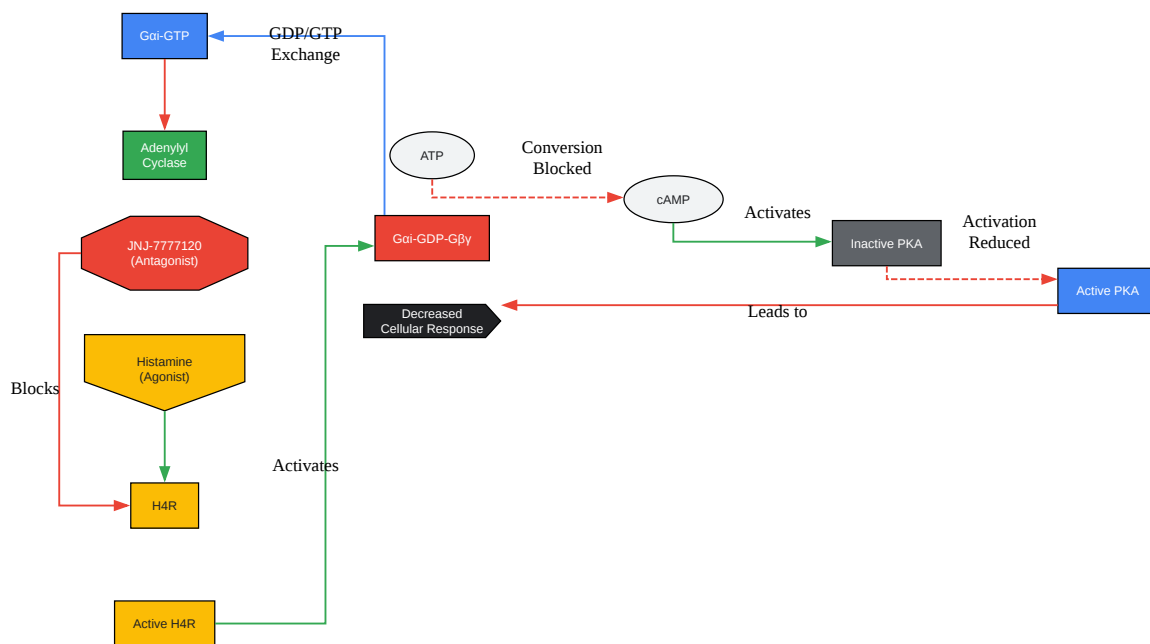 Gαi-GTP
GDP/GTP
Exchange
Adenylyl
Cyclase
ATP
Conversion
Blocked
cAMP
Activates
Inactive PKA
Activation
Reduced
Active PKA
JNJ-7777120
(Antagonist)
Gαi-GDP-Gβγ
Decreased
Cellular Response
Leads to
Histamine
(Agonist)
Blocks
Activates
H4R
Active H4R